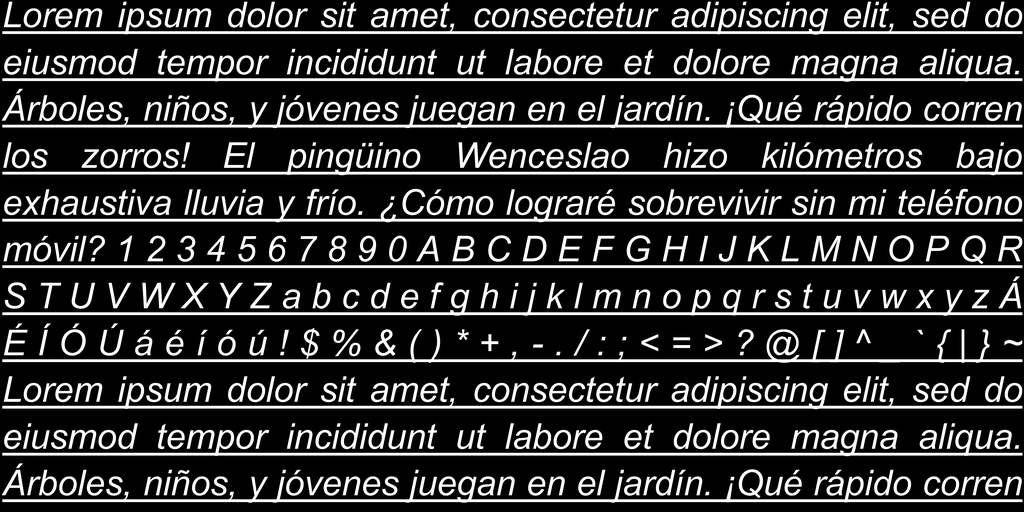 Lorem ipsum dolor sit amet, consectetur adipiscing elit, sed do
eiusmod tempor incididunt ut labore et dolore magna aliqua.
Árboles, niños, y jóvenes juegan en el jardín. ¡Qué rápido corren
los zorros! El pingüino Wenceslao hizo kilómetros bajo
exhaustiva lluvia y frío. ¿Cómo lograré sobrevivir sin mi teléfono
móvil? 1 2 3 4 5 6 7 8 9 0 A B C D E F G H I J K L M N O P Q R
S T U V W X Y Z a b c d e f g h i j k l m n o p q r s t u v w x y z Á
É Í Ó Ú á é í ó ú ! $ % & ( ) * + , - . / : ; < = > ? @ [ ] ^ _ ` { | } ~
Lorem ipsum dolor sit amet, consectetur adipiscing elit, sed do
eiusmod tempor incididunt ut labore et dolore magna aliqua.
Árboles, niños, y jóvenes juegan en el jardín. ¡Qué rápido corren